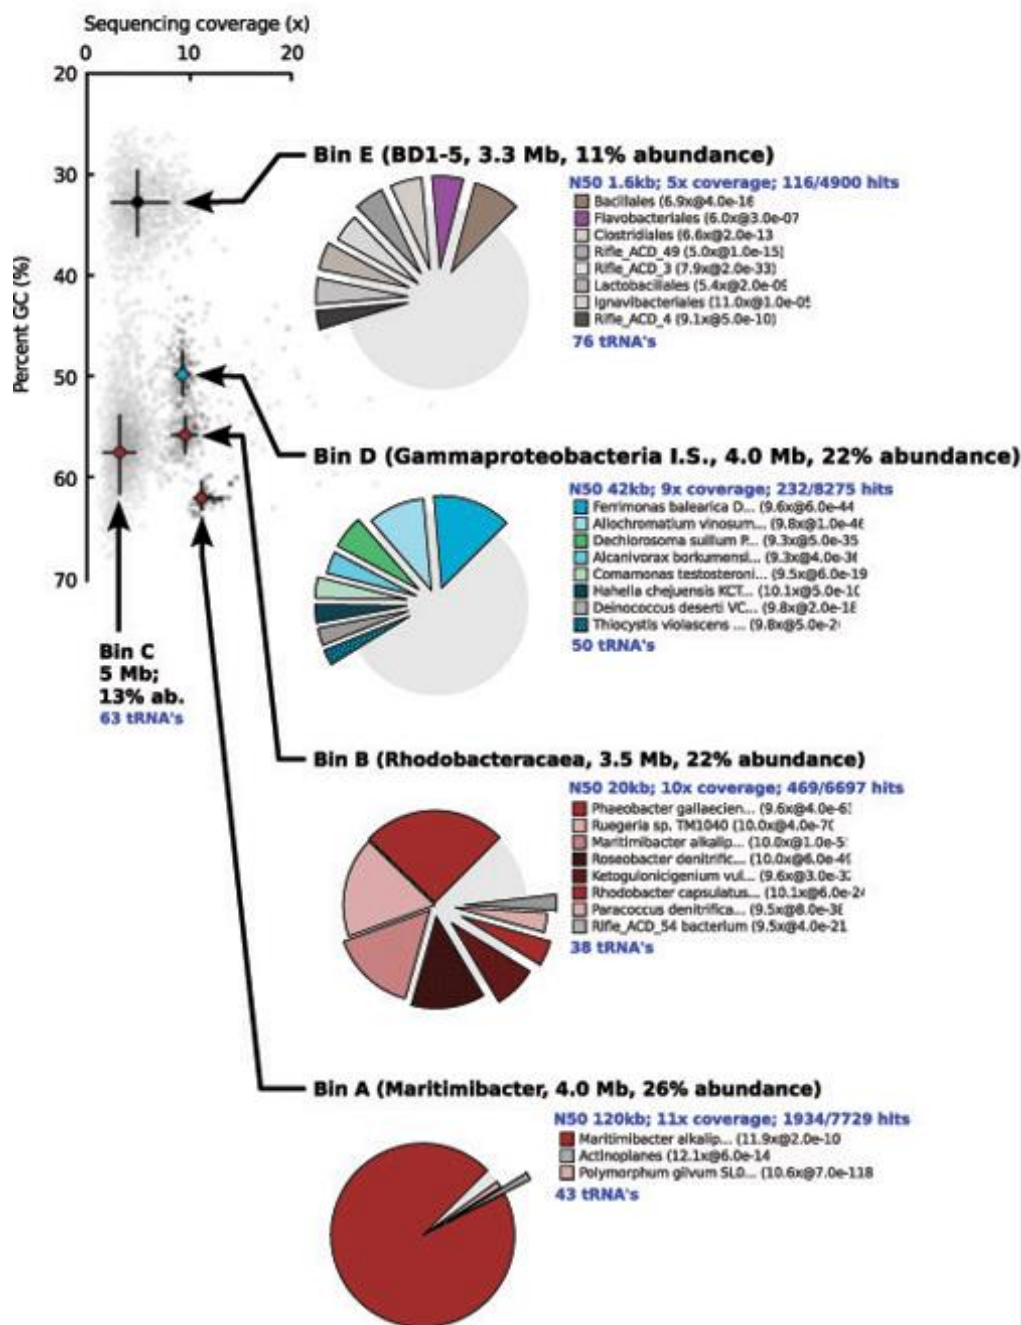 Sequencing coverage (x)
0 10 20
Percent GC (%)
20
30
40
50
60
70
Bin E (BD1-5, 3.3 Mb, 11% abundance)
N50 1.6kb; 5x coverage; 116/4900 hits
Bacillales (6.9x@4.0e-16
Flavobacteriales (6.0x@3.0e-07
Clostridiales (6.6x@2.0e-13
Rifle_ACD_49 (5.0x@1.0e-15)
Rifle_ACD_3 (7.9x@2.0e-33)
Lactobacillales (5.4x@2.0e-09
Ignavibacteriales (11.0x@1.0e-05
Rifle_ACD_4 (9.1x@5.0e-10)
76 tRNA's
Bin D (Gammaproteobacteria I.S., 4.0 Mb, 22% abundance)
N50 42kb; 9x coverage; 232/8275 hits
Ferrimonas balearica D... (9.6x@6.0e-44
Allochromatium vinosum... (9.8x@1.0e-46
Dechlorosoma suillum P... (9.3x@5.0e-35
Alcanivorax borkumensi... (9.3x@4.0e-36
Comamonas testosteroni... (9.5x@6.0e-19
Hahella chejuensis KCT... (10.1x@5.0e-10
Deinococcus deserti VC... (9.8x@2.0e-18
Thiocystis violascens ... (9.8x@5.0e-2
50 tRNA's
Bin C
5 Mb;
13% ab.
63 tRNA's
Bin B (Rhodobacteracaea, 3.5 Mb, 22% abundance)
N50 20kb; 10x coverage; 469/6697 hits
Phaeobacter gallaecien... (9.6x@4.0e-63
Ruegeria sp. TM1040 (10.0x@4.0e-70
Maritimibacter alkalip... (10.0x@1.0e-5
Roseobacter denitrific... (10.0x@6.0e-49
Ketogulonicigenium vul... (9.6x@3.0e-32
Rhodobacter capsulatus... (10.1x@6.0e-24
Paracoccus denitrifica... (9.5x@8.0e-38
Rifle_ACD_54 bacterium (9.5x@4.0e-21
38 tRNA's
Bin A (Maritimibacter, 4.0 Mb, 26% abundance)
N50 120kb; 11x coverage; 1934/7729 hits
Maritimibacter alkalip... (11.9x@2.0e-10
Actinoplanes (12.1x@6.0e-14
Polymorphum gilvum SL0... (10.6x@7.0e-118
43 tRNA's